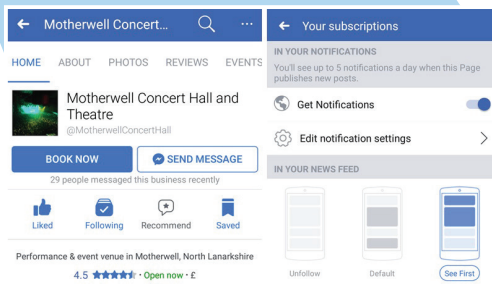 Motherwell Concert...
HOME ABOUT PHOTOS REVIEWS EVENTS
Motherwell Concert Hall and
Theatre
@MotherwellConcertHall
BOOK NOW
SEND MESSAGE
29 people messaged this business recently
Liked Following Recommend Saved
Performance & event venue in Motherwell, North Lanarkshire
4.5 ★★★★★ · Open now · £
Your subscriptions
IN YOUR NOTIFICATIONS
You'll see up to 5 notifications a day when this Page
publishes new posts.
Get Notifications
Edit notification settings
IN YOUR NEWS FEED
Unfollow Default See First